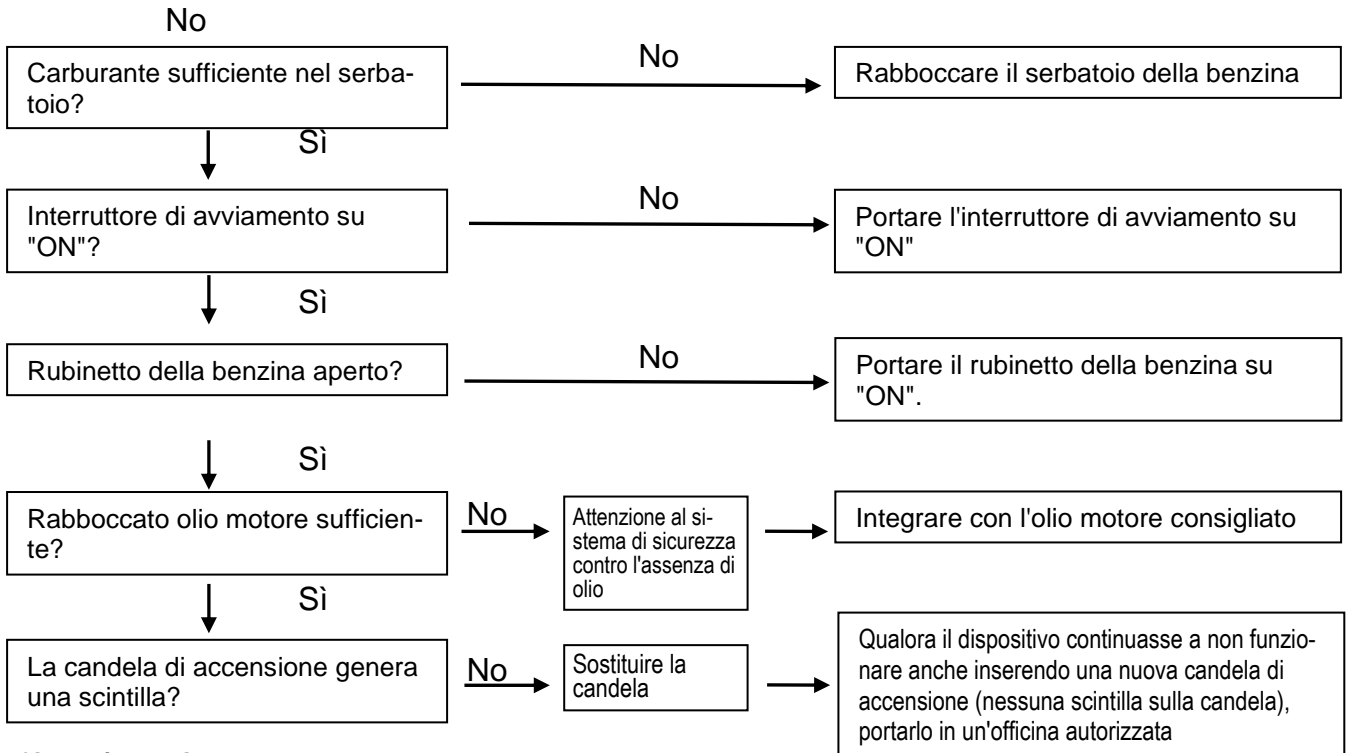 No
Carburante sufficiente nel serba-
toio?
No
Rabboccare il serbatoio della benzina
Sì
Interruttore di avviamento su
"ON"?
No
Portare l'interruttore di avviamento su
"ON"
Sì
Rubinetto della benzina aperto?
No
Portare il rubinetto della benzina su
"ON".
Sì
Rabboccato olio motore sufficien-
te?
No
Attenzione al si-
stema di sicurezza
contro l'assenza di
olio
Integrare con l'olio motore consigliato
Sì
La candela di accensione genera
una scintilla?
No
Sostituire la
candela
Qualora il dispositivo continuasse a non funzio-
nare anche inserendo una nuova candela di
accensione (nessuna scintilla sulla candela),
portarlo in un'officina autorizzata